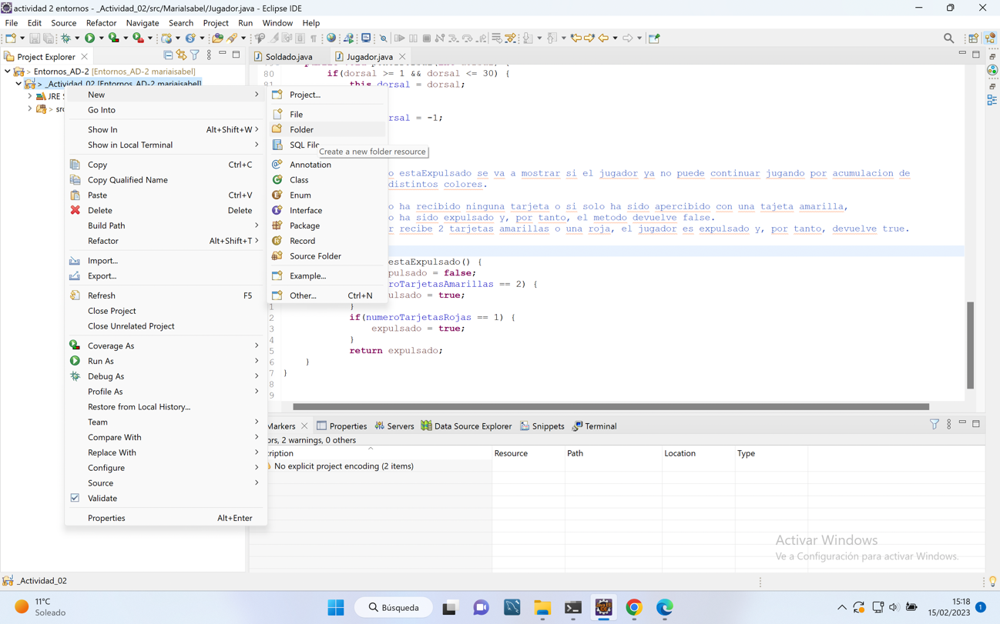 actividad 2 entornos - _Actividad_02/src/MariaIsabel/Jugador.java - Eclipse IDE
File Edit Source Refactor Navigate Search Project Run Window Help
Project Explorer
Soldado.java
Jugador.java
> Entornos_AD-2 [Entornos_AD-2 mariaisabel]
> _Actividad_02 [Entornos_AD-2 mariaisabel]
JRE S
> src
New
Go Into
Show In Alt+Shift+W >
Show in Local Terminal
Copy Ctrl+C
Copy Qualified Name
Paste Ctrl+V
Delete Delete
Build Path
Refactor Alt+Shift+T >
Import...
Export...
Refresh F5
Close Project
Close Unrelated Project
Coverage As
Run As
Debug As
Profile As
Restore from Local History...
Team
Compare With
Replace With
Configure
Source
Validate
Properties Alt+Enter
Project...
File
Folder
SQL File
Create a new folder resource
Annotation
Class
Enum
Interface
Package
Record
Source Folder
Example...
Other... Ctrl+N
80 if(dorsal >= 1 && dorsal <= 30) {
81 this.dorsal = dorsal;
rsal = -1;
o estaExpulsado se va a mostrar si el jugador ya no puede continuar jugando por acumulacion de
distintos colores.
o ha recibido ninguna tarjeta o si solo ha sido apercibido con una tajeta amarilla,
o ha sido expulsado y, por tanto, el metodo devuelve false.
r recibe 2 tarjetas amarillas o una roja, el jugador es expulsado y, por tanto, devuelve true.
estaExpulsado() {
pulsado = false;
roTarjetasAmarillas == 2) {
ulsado = true;
1 }
2 if(numeroTarjetasRojas == 1) {
3 expulsado = true;
4 }
5 return expulsado;
6 }
7 }
8
9
Markers Properties Servers Data Source Explorer Snippets Terminal
ors, 2 warnings, 0 others
cription Resource Path Location Type
No explicit project encoding (2 items)
Activar Windows
Ve a Configuración para activar Windows.
_Actividad_02
11°C
Soleado
Búsqueda
15:18
15/02/2023
1